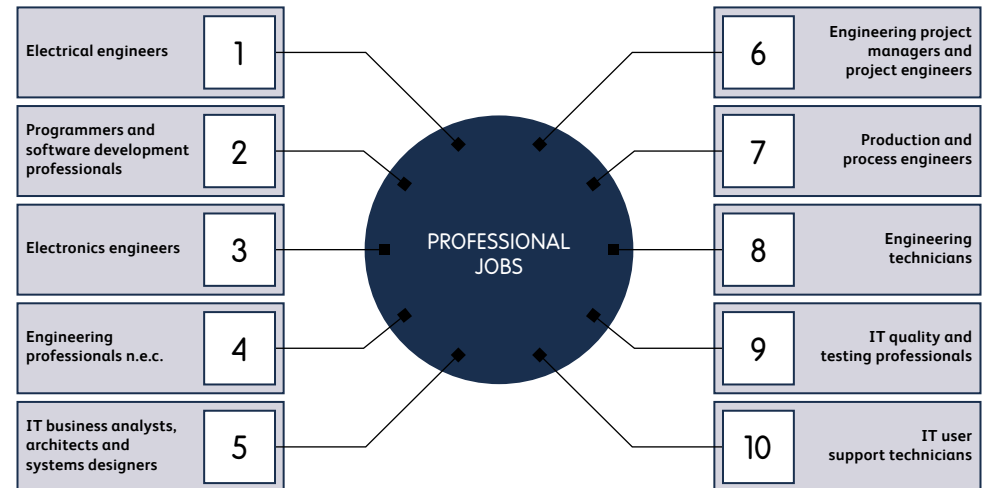 Electrical engineers
1
Programmers and
software development
professionals
2
Electronics engineers
3
Engineering
professionals n.e.c.
4
IT business analysts,
architects and
systems designers
5
PROFESSIONAL
JOBS
6
Engineering project
managers and
project engineers
7
Production and
process engineers
8
Engineering
technicians
9
IT quality and
testing professionals
10
IT user
support technicians